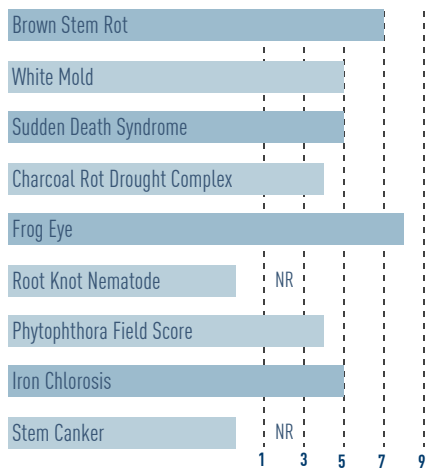 Brown Stem Rot
White Mold
Sudden Death Syndrome
Charcoal Rot Drought Complex
Frog Eye
Root Knot Nematode NR
Phytophthora Field Score
Iron Chlorosis
Stem Canker NR
1 3 5 7 9